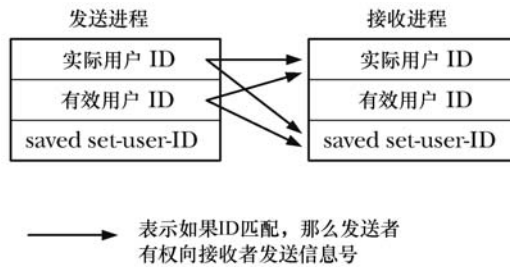 发送进程
接收进程
实际用户 ID
实际用户 ID
有效用户 ID
有效用户 ID
saved set-user-ID
saved set-user-ID
表示如果ID匹配，那么发送者
有权向接收者发送信息号